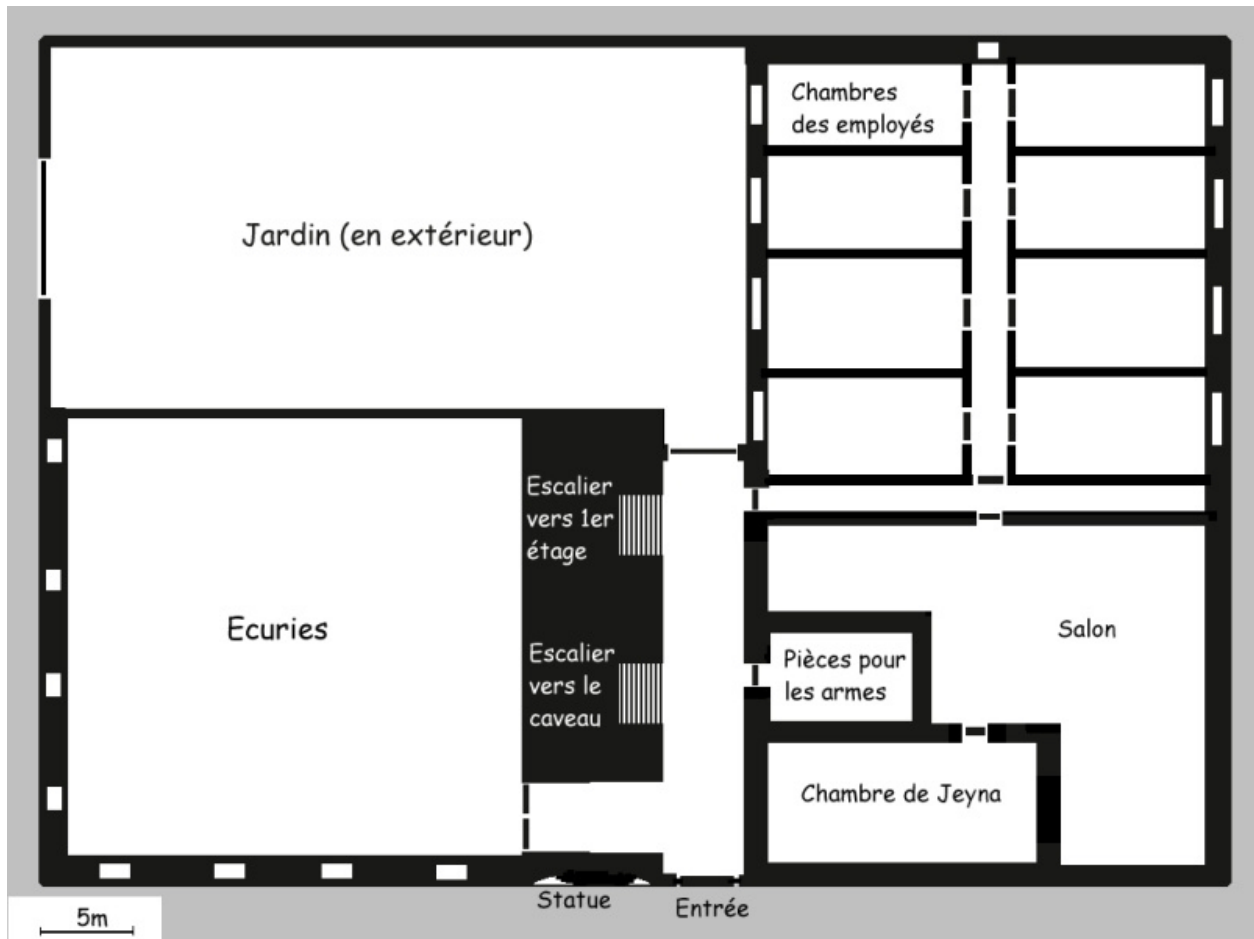 Chambres
des employés
Jardin (en extérieur)
Escalier
vers 1er
étage
Ecuries
Salon
Escalier
vers le
caveau
Pièces pour
les armes
Chambre de Jeyna
Statue
Entrée
5m